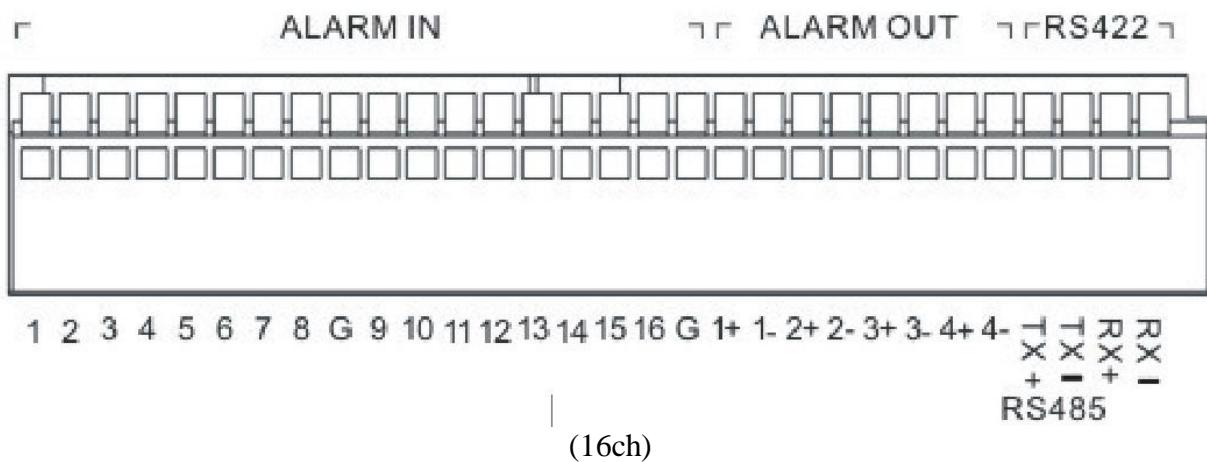 ALARM IN ALARM OUT RS422
1 2 3 4 5 6 7 8 G 9 10 11 12 13 14 15 16 G 1+ 1- 2+ 2- 3+ 3- 4+ 4- TX+ TX- RX+ RX-
RS485
(16ch)